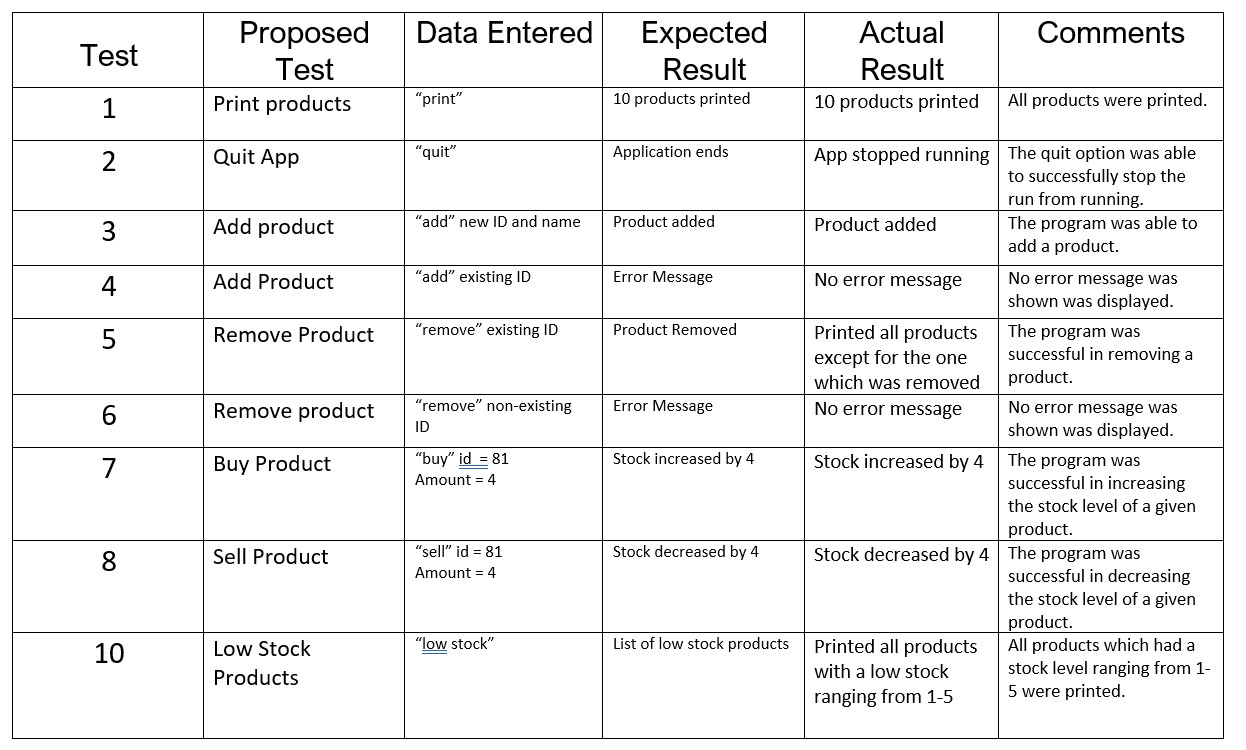 Test
Proposed
Test
Data Entered
Expected
Result
Actual
Result
Comments
1
Print products
“print”
10 products printed
10 products printed
All products were printed.
2
Quit App
“quit”
Application ends
App stopped running
The quit option was able
to successfully stop the
run from running.
3
Add product
“add” new ID and name
Product added
Product added
The program was able to
add a product.
4
Add Product
“add” existing ID
Error Message
No error message
No error message was
shown was displayed.
5
Remove Product
“remove” existing ID
Product Removed
Printed all products
except for the one
which was removed
The program was
successful in removing a
product.
6
Remove product
“remove” non-existing
ID
Error Message
No error message
No error message was
shown was displayed.
7
Buy Product
“buy” id = 81
Amount = 4
Stock increased by 4
Stock increased by 4
The program was
successful in increasing
the stock level of a given
product.
8
Sell Product
“sell” id = 81
Amount = 4
Stock decreased by 4
Stock decreased by 4
The program was
successful in decreasing
the stock level of a given
product.
10
Low Stock
Products
“low stock”
List of low stock products
Printed all products
with a low stock
ranging from 1-5
All products which had a
stock level ranging from 1-
5 were printed.